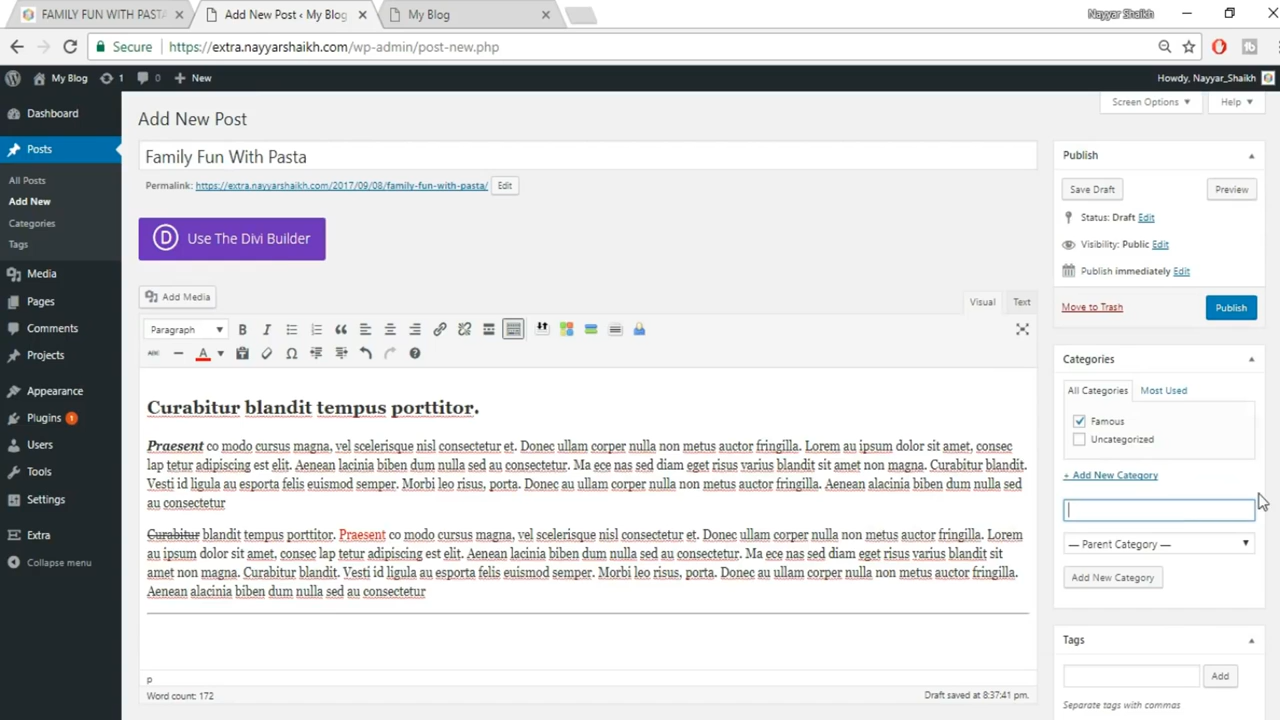 FAMILY FUN WITH PASTA
Add New Post ‹ My Blog
My Blog
Nayyar Shaikh
Secure
https://extra.nayyarshaikh.com/wp-admin/post-new.php
My Blog
1
0
New
Howdy, Nayyar_Shaikh
Dashboard
Posts
All Posts
Add New
Categories
Tags
Media
Pages
Comments
Projects
Appearance
Plugins 1
Users
Tools
Settings
Extra
Collapse menu
Screen Options
Help
Add New Post
Family Fun With Pasta
Permalink: https://extra.nayyarshaikh.com/2017/09/08/family-fun-with-pasta/
Edit
D Use The Divi Builder
Add Media
Visual
Text
Paragraph
B I
ABC A
Curabitur blandit tempus porttitor.
Praesent co modo cursus magna, vel scelerisque nisl consectetur et. Donec ullam corper nulla non metus auctor fringilla. Lorem au ipsum dolor sit amet, consec
lap tetur adipiscing est elit. Aenean lacinia biben dum nulla sed au consectetur. Ma ece nas sed diam eget risus varius blandit sit amet non magna. Curabitur blandit.
Vesti id ligula au esporta felis euismod semper. Morbi leo risus, porta. Donec au ullam corper nulla non metus auctor fringilla. Aenean alacinia biben dum nulla sed
au consectetur
Curabitur blandit tempus porttitor. Praesent co modo cursus magna, vel scelerisque nisl consectetur et. Donec ullam corper nulla non metus auctor fringilla. Lorem
au ipsum dolor sit amet, consec lap tetur adipiscing est elit. Aenean lacinia biben dum nulla sed au consectetur. Ma ece nas sed diam eget risus varius blandit sit
amet non magna. Curabitur blandit. Vesti id ligula au esporta felis euismod semper. Morbi leo risus, porta. Donec au ullam corper nulla non metus auctor fringilla.
Aenean alacinia biben dum nulla sed au consectetur
p
Word count: 172
Draft saved at 8:37:41 pm.
Publish
Save Draft
Preview
Status: Draft Edit
Visibility: Public Edit
Publish immediately Edit
Move to Trash
Publish
Categories
All Categories
Most Used
Famous
Uncategorized
+ Add New Category
— Parent Category —
Add New Category
Tags
Add
Separate tags with commas